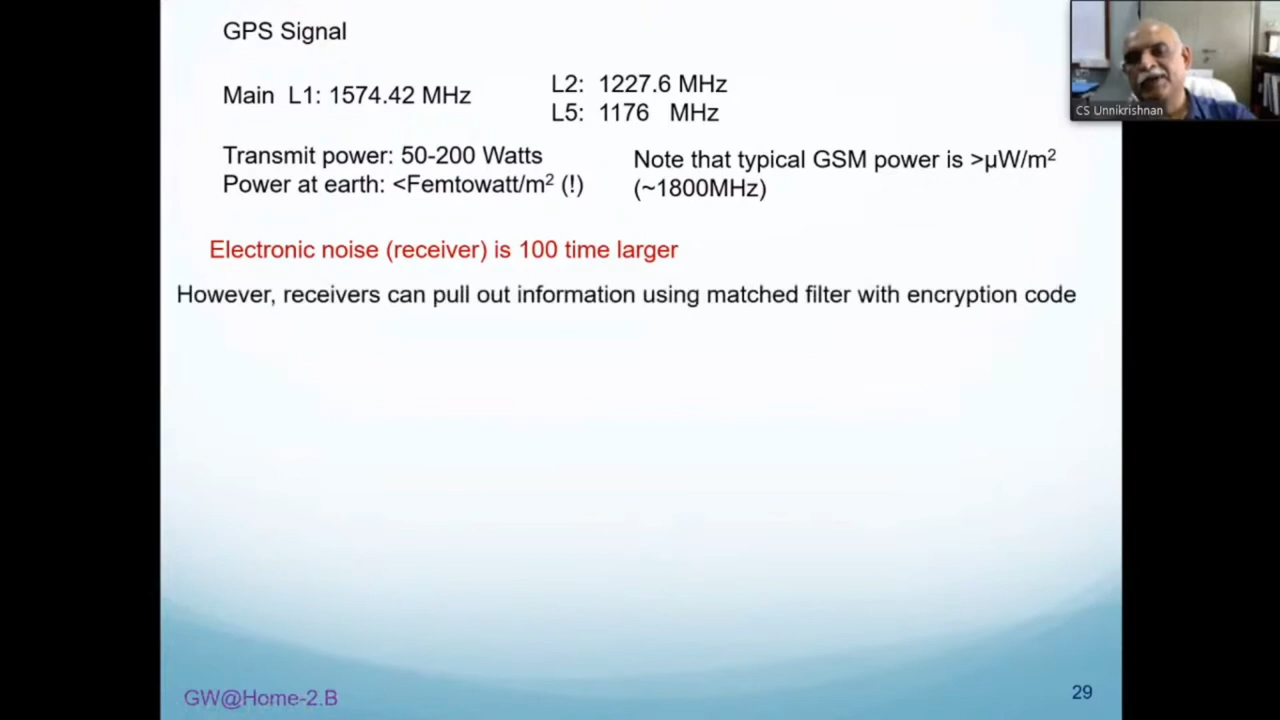 GPS Signal
Main L1: 1574.42 MHz
L2: 1227.6 MHz
L5: 1176 MHz
Transmit power: 50-200 Watts
Power at earth: <Femtowatt/m² (!)
Note that typical GSM power is >µW/m²
(~1800MHz)
Electronic noise (receiver) is 100 time larger
However, receivers can pull out information using matched filter with encryption code
GW@Home-2.B
29
CS Unnikrishnan